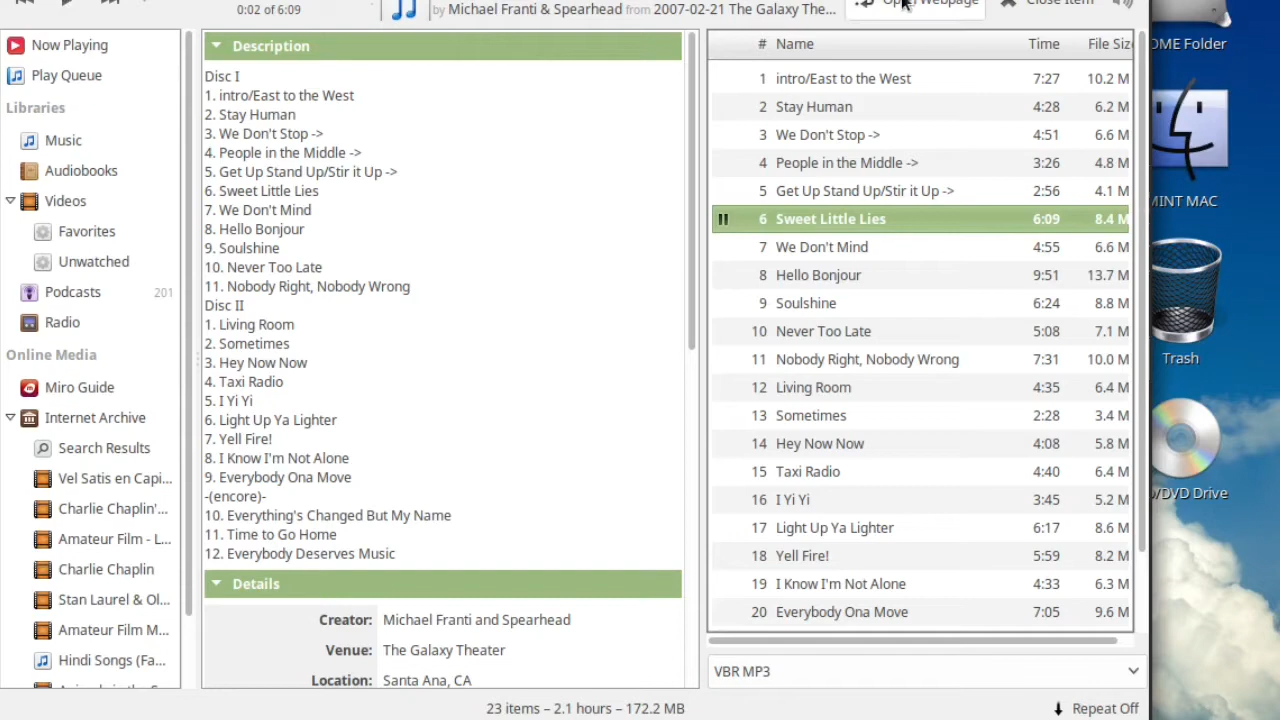 0:02 of 6:09
by Michael Franti & Spearhead from 2007-02-21 The Galaxy The...
Open Webpage
Close Item
Now Playing
Play Queue
Libraries
Music
Audiobooks
Videos
Favorites
Unwatched
Podcasts 201
Radio
Online Media
Miro Guide
Internet Archive
Search Results
Vel Satis en Capi...
Charlie Chaplin'...
Amateur Film - L...
Charlie Chaplin
Stan Laurel & Ol...
Amateur Film M...
Hindi Songs (Fa...
Description
Disc I
1. intro/East to the West
2. Stay Human
3. We Don't Stop ->
4. People in the Middle ->
5. Get Up Stand Up/Stir it Up ->
6. Sweet Little Lies
7. We Don't Mind
8. Hello Bonjour
9. Soulshine
10. Never Too Late
11. Nobody Right, Nobody Wrong
Disc II
1. Living Room
2. Sometimes
3. Hey Now Now
4. Taxi Radio
5. I Yi Yi
6. Light Up Ya Lighter
7. Yell Fire!
8. I Know I'm Not Alone
9. Everybody Ona Move
-(encore)-
10. Everything's Changed But My Name
11. Time to Go Home
12. Everybody Deserves Music
Details
Creator: Michael Franti and Spearhead
Venue: The Galaxy Theater
Location: Santa Ana, CA
# Name Time File Siz
1 intro/East to the West 7:27 10.2 M
2 Stay Human 4:28 6.2 M
3 We Don't Stop -> 4:51 6.6 M
4 People in the Middle -> 3:26 4.8 M
5 Get Up Stand Up/Stir it Up -> 2:56 4.1 M
6 Sweet Little Lies 6:09 8.4 M
7 We Don't Mind 4:55 6.6 M
8 Hello Bonjour 9:51 13.7 M
9 Soulshine 6:24 8.8 M
10 Never Too Late 5:08 7.1 M
11 Nobody Right, Nobody Wrong 7:31 10.0 M
12 Living Room 4:35 6.4 M
13 Sometimes 2:28 3.4 M
14 Hey Now Now 4:08 5.8 M
15 Taxi Radio 4:40 6.4 M
16 I Yi Yi 3:45 5.2 M
17 Light Up Ya Lighter 6:17 8.6 M
18 Yell Fire! 5:59 8.2 M
19 I Know I'm Not Alone 4:33 6.3 M
20 Everybody Ona Move 7:05 9.6 M
VBR MP3
23 items – 2.1 hours – 172.2 MB
Repeat Off
OME Folder
MINT MAC
Trash
/DVD Drive